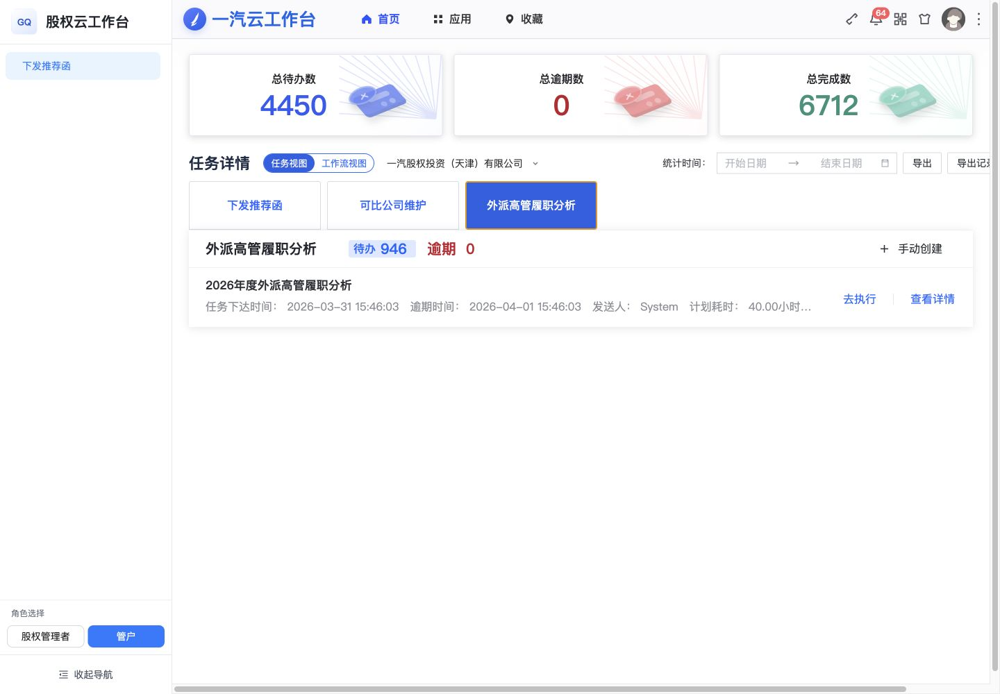 GQ 股权云工作台
下发推荐函
角色选择
股权管理者 管户
收起导航
一汽云工作台 首页 应用 收藏 64
总待办数
4450
总逾期数
0
总完成数
6712
任务详情 任务视图 工作流视图 一汽股权投资（天津）有限公司 统计时间： 开始日期 结束日期 导出 导出记录
下发推荐函 可比公司维护 外派高管履职分析
外派高管履职分析 待办 946 逾期 0 手动创建
2026年度外派高管履职分析
任务下达时间： 2026-03-31 15:46:03 逾期时间： 2026-04-01 15:46:03 发送人： System 计划耗时： 40.00小时...
去执行 查看详情